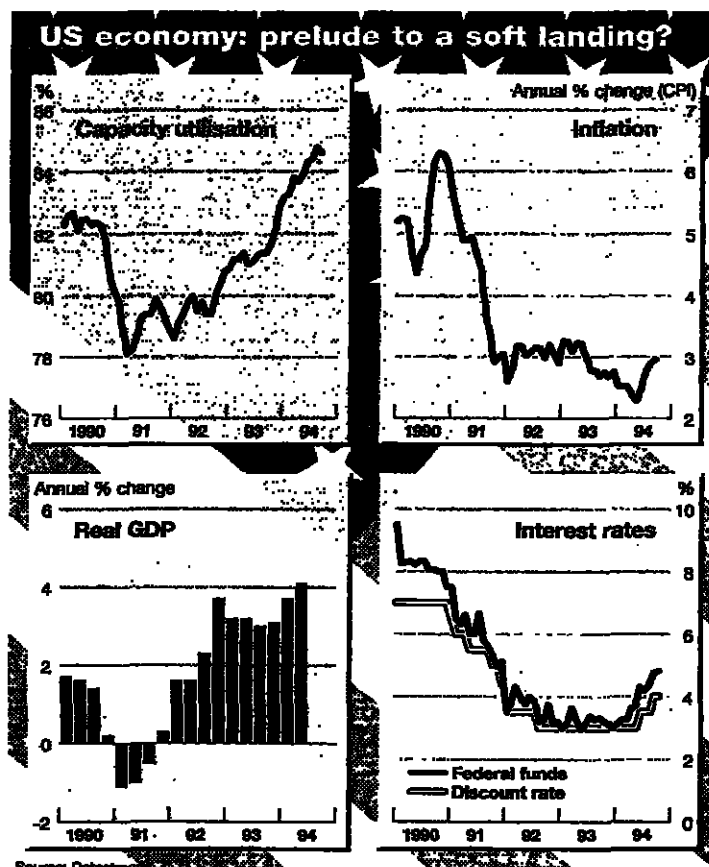 US economy: prelude to a soft landing?
%
86
Capacity utilisation
84
82
80
78
76
1990 91 92 93 94
Annual % change (CPI)
7
Inflation
6
5
4
3
2
1990 91 92 93 94
Annual % change
6
Real GDP
4
2
0
-2
1990 91 92 93 94
%
10
Interest rates
8
6
4
2
Federal funds
Discount rate
0
1990 91 92 93 94
Source: